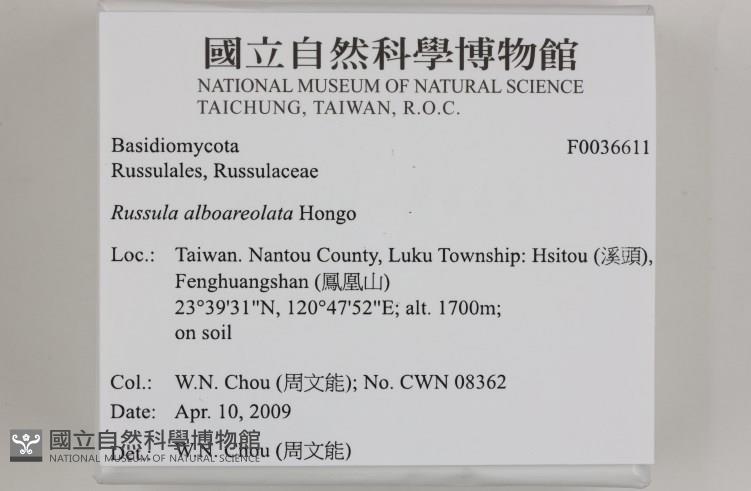 國立自然科學博物館
NATIONAL MUSEUM OF NATURAL SCIENCE
TAICHUNG, TAIWAN, R.O.C.
Basidiomycota F0036611
Russulales, Russulaceae
Russula alboareolata Hongo
Loc.: Taiwan. Nantou County, Luku Township: Hsitou (溪頭),
Fenghuangshan (鳳凰山)
23°39'31"N, 120°47'52"E; alt. 1700m;
on soil
Col.: W.N. Chou (周文能); No. CWN 08362
Date: Apr. 10, 2009
Det.: W.N. Chou (周文能)
國立自然科學博物館
NATIONAL MUSEUM OF NATURAL SCIENCE